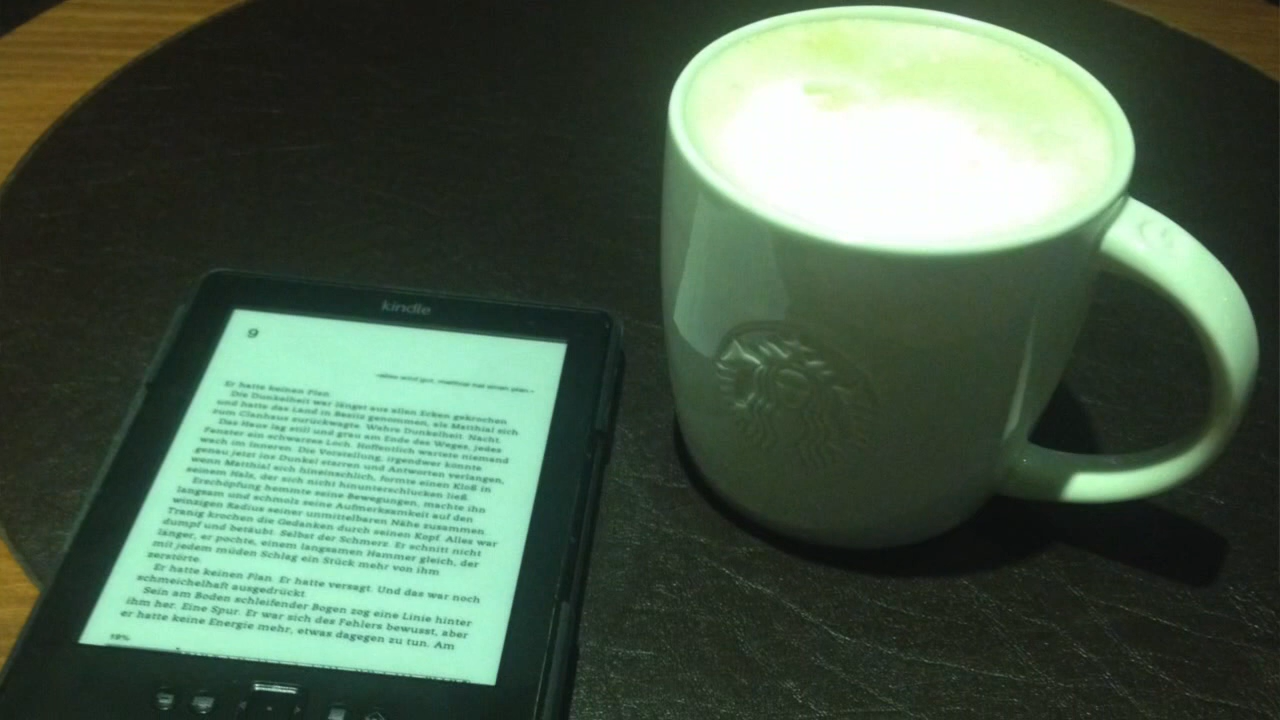 kindle
9
Er hatte keinen Plan.
Die Dunkelheit war längst aus allen Ecken gekrochen
und hatte das Land in Besitz genommen, als Matthial sich
zum Clanhaus zurückwagte. Wahre Dunkelheit. Nacht.
Das Haus lag still und grau am Ende des Weges, jedes
Fenster ein schwarzes Loch. Hoffentlich wartete niemand
wach im Inneren. Die Vorstellung, irgendwer könnte
genau jetzt ins Dunkel starren und Antworten verlangen,
wenn Matthial sich hineinschlich, formte einen Kloß in
seinem Hals, der sich nicht hinunterschlucken ließ.
Erschöpfung hemmte seine Bewegungen, machte ihn
langsam und schmolz seine Aufmerksamkeit auf den
winzigen Radius seiner unmittelbaren Nähe zusammen.
Tranig krochen die Gedanken durch seinen Kopf. Alles war
dumpf und betäubt. Selbst der Schmerz. Er schnitt nicht
länger, er pochte, einem langsamen Hammer gleich, der
mit jedem müden Schlag ein Stück mehr von ihm
zerstörte.
Er hatte keinen Plan. Er hatte versagt. Und das war noch
schmeichelhaft ausgedrückt.
Sein am Boden schleifender Bogen zog eine Linie hinter
ihm her. Eine Spur. Er war sich des Fehlers bewusst, aber
er hatte keine Energie mehr, etwas dagegen zu tun. Am
19%